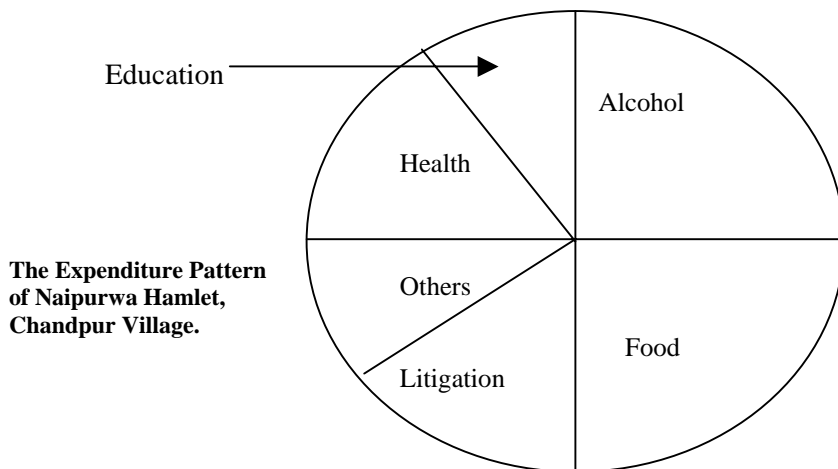 Education
Alcohol
Health
The Expenditure Pattern
of Naipurwa Hamlet,
Chandpur Village.
Others
Food
Litigation